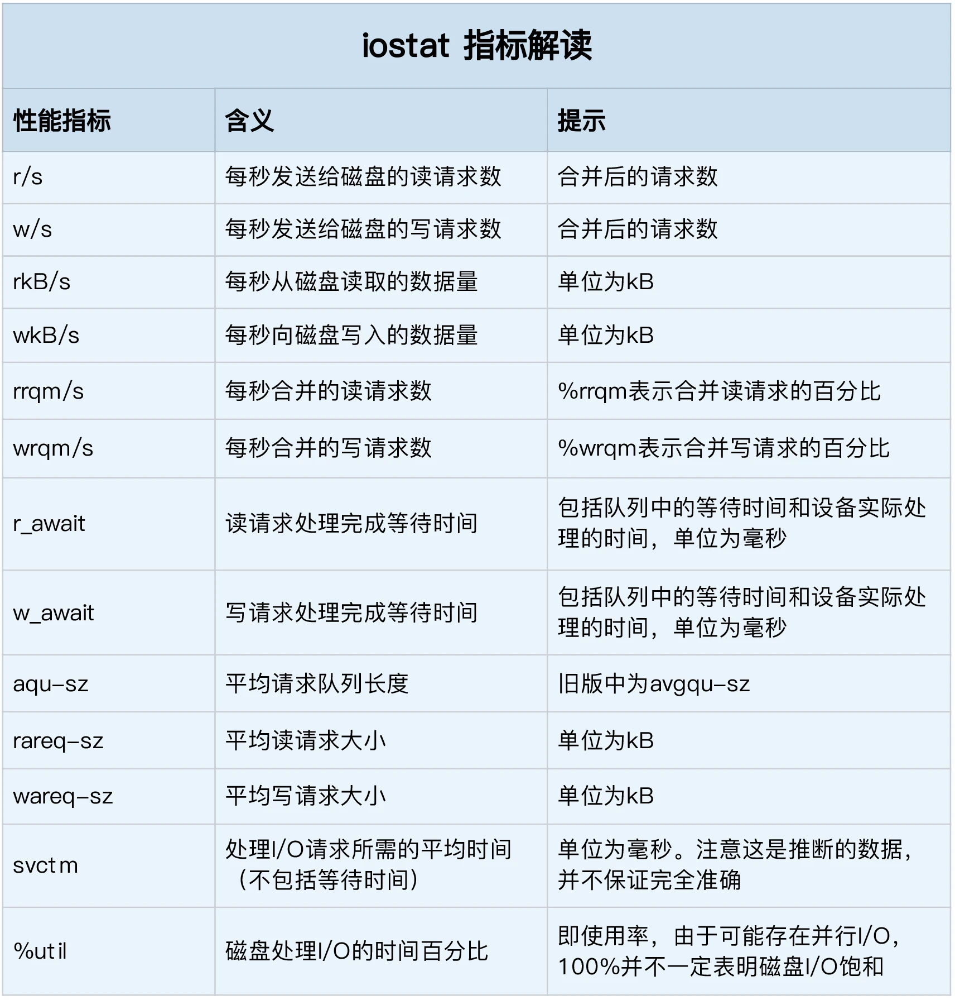 iostat 指标解读
性能指标 含义 提示
r/s 每秒发送给磁盘的读请求数 合并后的请求数
w/s 每秒发送给磁盘的写请求数 合并后的请求数
rkB/s 每秒从磁盘读取的数据量 单位为kB
wkB/s 每秒向磁盘写入的数据量 单位为kB
rrqm/s 每秒合并的读请求数 %rrqm表示合并读请求的百分比
wrqm/s 每秒合并的写请求数 %wrqm表示合并写请求的百分比
r_await 读请求处理完成等待时间 包括队列中的等待时间和设备实际处
理的时间，单位为毫秒
w_await 写请求处理完成等待时间 包括队列中的等待时间和设备实际处
理的时间，单位为毫秒
aqu-sz 平均请求队列长度 旧版中为avgqu-sz
rareq-sz 平均读请求大小 单位为kB
wareq-sz 平均写请求大小 单位为kB
svctm 处理I/O请求所需的平均时间
（不包括等待时间） 单位为毫秒。注意这是推断的数据，
并不保证完全准确
%util 磁盘处理I/O的时间百分比 即使用率，由于可能存在并行I/O，
100%并不一定表明磁盘I/O饱和